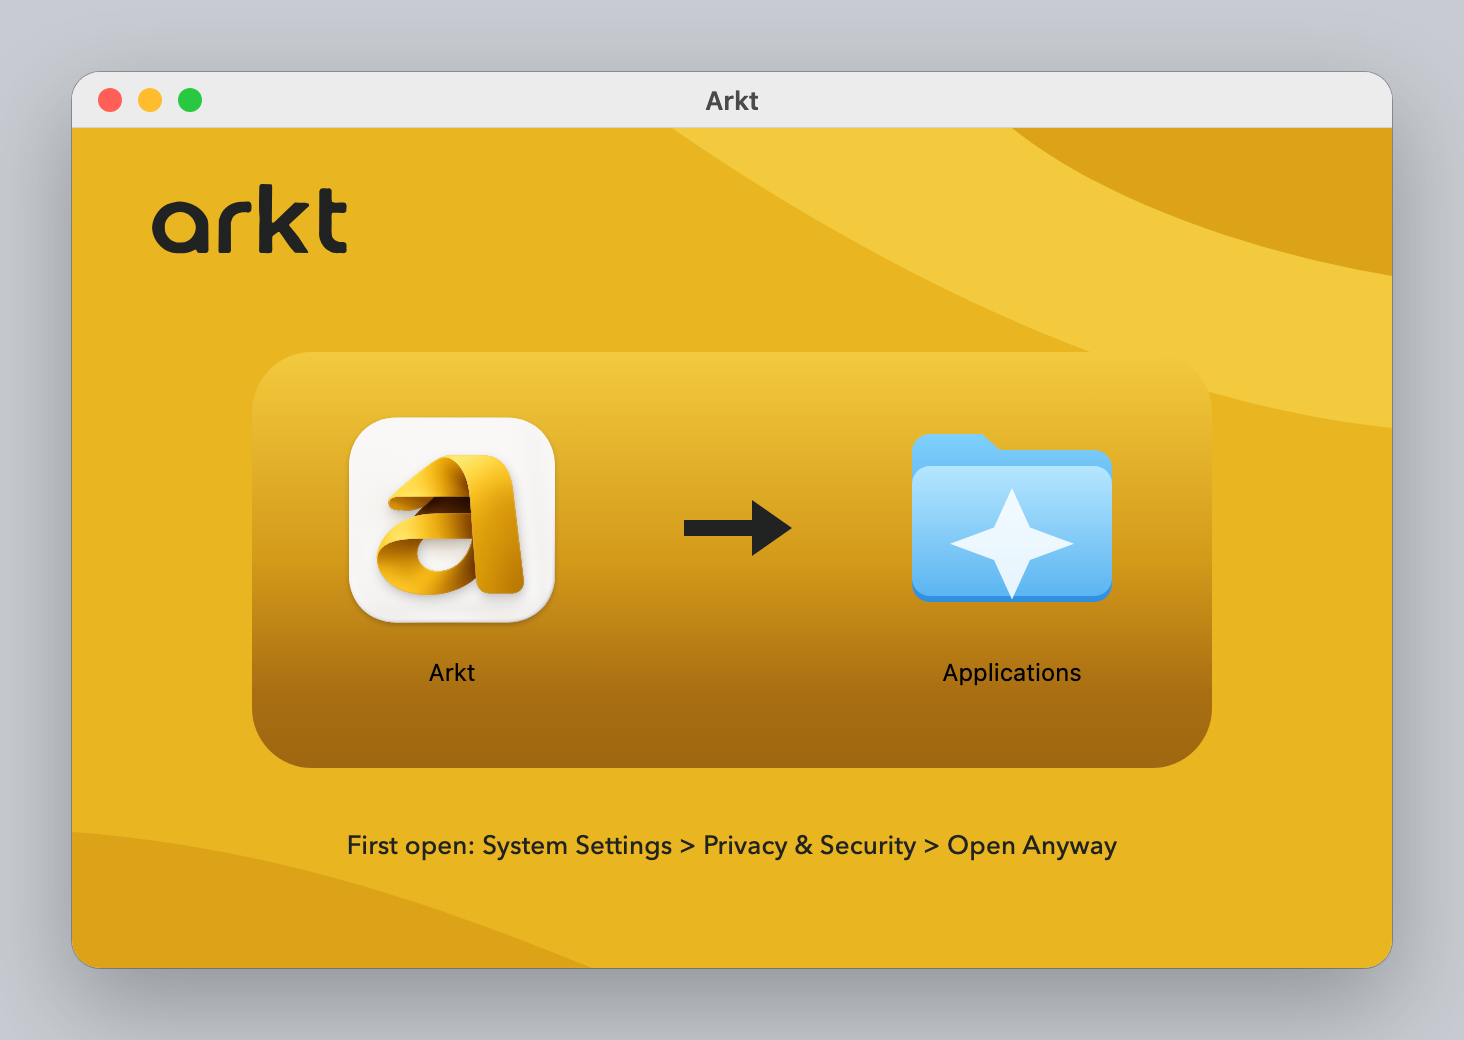 Arkt
arkt
Arkt
Applications
First open: System Settings > Privacy & Security > Open Anyway